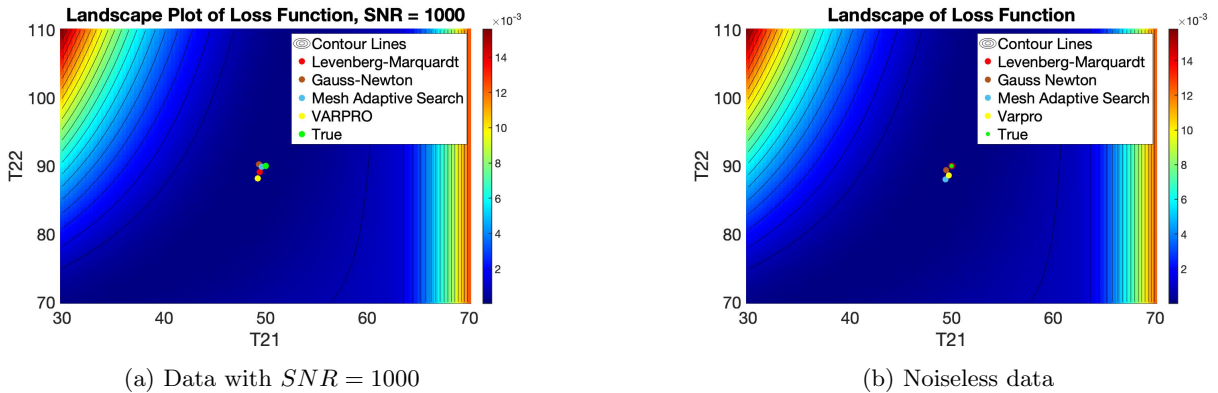 Landscape Plot of Loss Function, SNR = 1000
×10⁻³
110
100
90
80
70
T22
30
40
50
60
70
T21
Contour Lines
Levenberg-Marquardt
Gauss-Newton
Mesh Adaptive Search
VARPRO
True
14
12
10
8
6
4
2
(a) Data with SNR = 1000
Landscape of Loss Function
×10⁻³
110
100
90
80
70
T22
30
40
50
60
70
T21
Contour Lines
Levenberg-Marquardt
Gauss Newton
Mesh Adaptive Search
Varpro
True
14
12
10
8
6
4
2
(b) Noiseless data